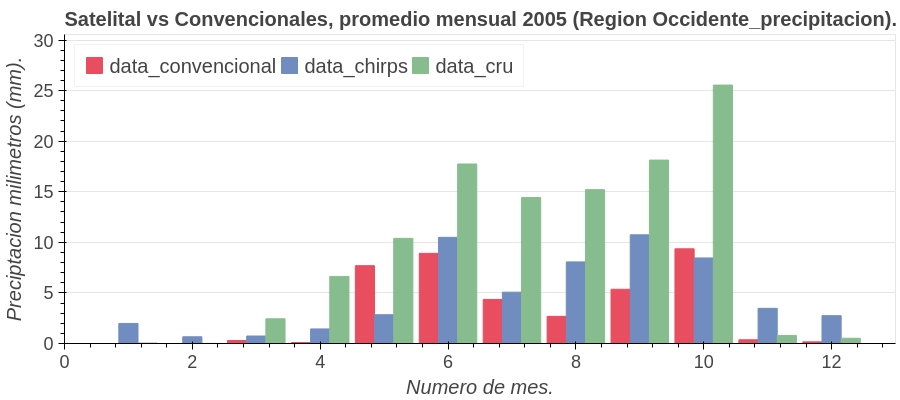 Satelital vs Convencionales, promedio mensual 2005 (Region Occidente_precipitacion).
Preciptacion milimetros (mm).
30
25
20
15
10
5
0
data_convencional data_chirps data_cru
0 2 4 6 8 10 12
Numero de mes.